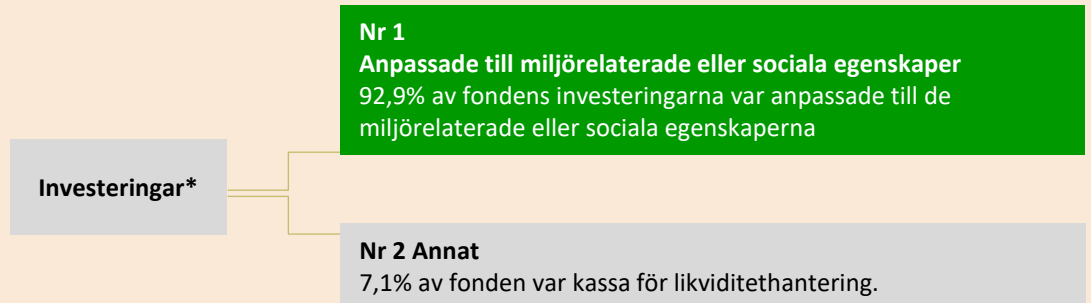 Nr 1
Anpassade till miljörelaterade eller sociala egenskaper
92,9% av fondens investeringarna var anpassade till de
miljörelaterade eller sociala egenskaperna
Investeringar*
Nr 2 Annat
7,1% av fonden var kassa för likviditethantering.